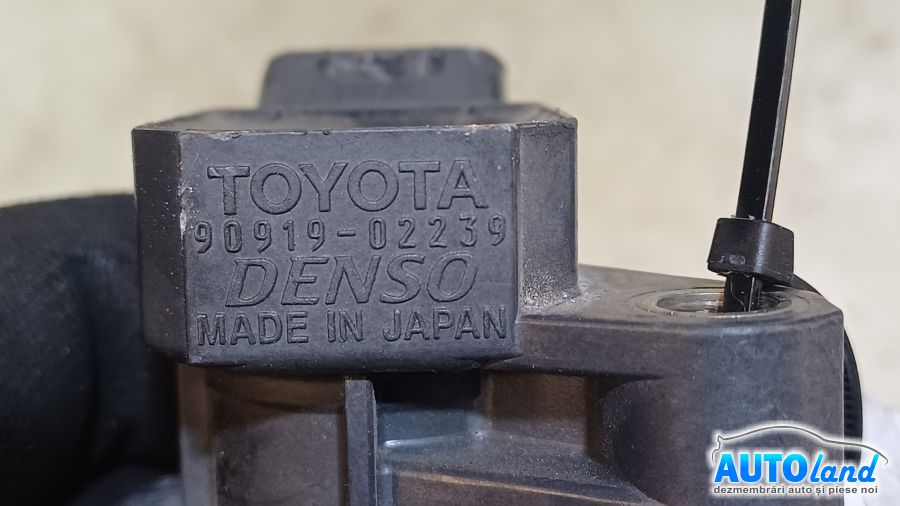 TOYOTA
90919-02239
DENSO
MADE IN JAPAN
AUTOland
dezmembrări auto și piese noi